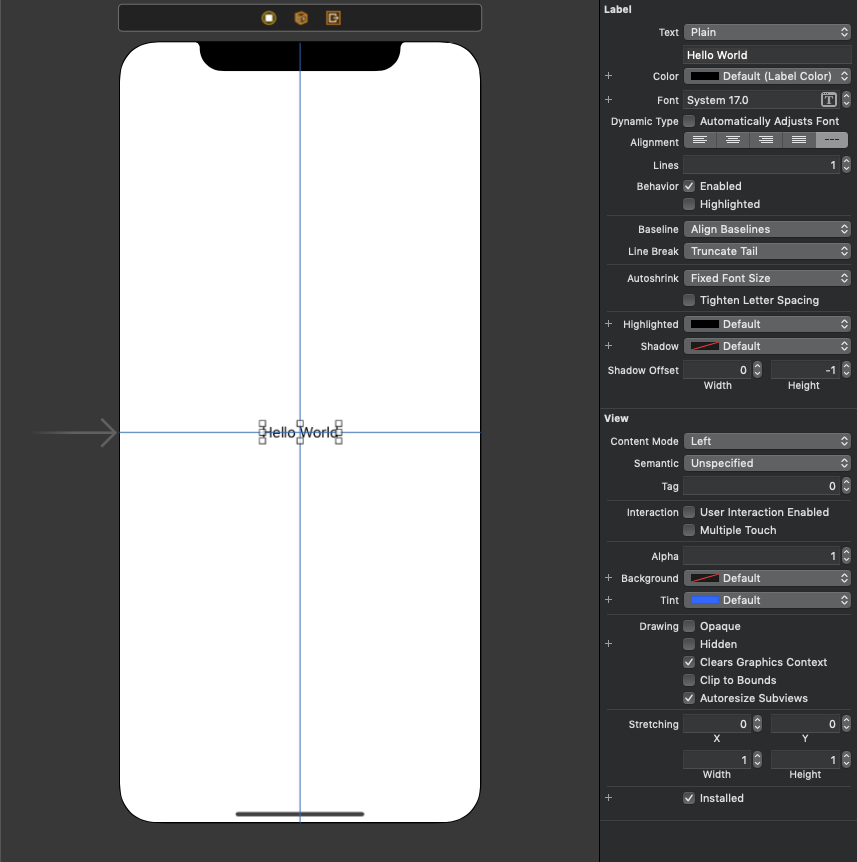 Hello World
Label
Text Plain
Hello World
Color Default (Label Color)
Font System 17.0 T
Dynamic Type Automatically Adjusts Font
Alignment
Lines 1
Behavior Enabled
Highlighted
Baseline Align Baselines
Line Break Truncate Tail
Autoshrink Fixed Font Size
Tighten Letter Spacing
Highlighted Default
Shadow Default
Shadow Offset 0 -1
Width Height
View
Content Mode Left
Semantic Unspecified
Tag 0
Interaction User Interaction Enabled
Multiple Touch
Alpha 1
Background Default
Tint Default
Drawing Opaque
Hidden
Clears Graphics Context
Clip to Bounds
Autoresize Subviews
Stretching 0 0
X Y
1 1
Width Height
Installed